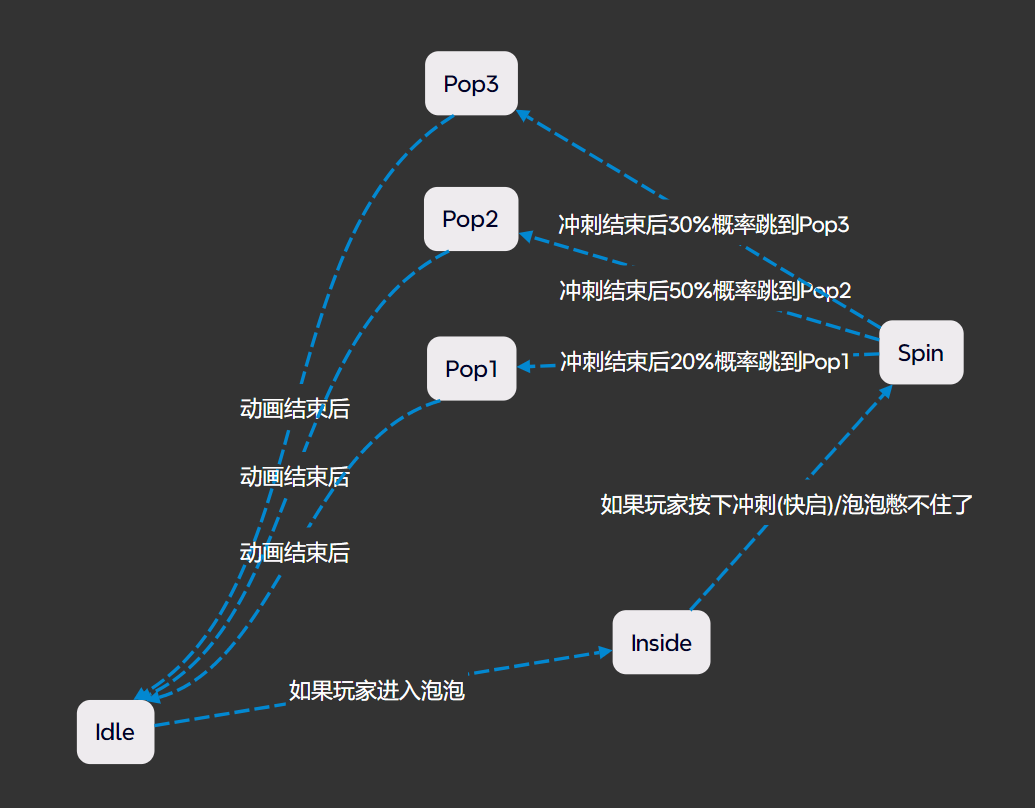 Pop3
Pop2
冲刺结束后30%概率跳到Pop3
冲刺结束后50%概率跳到Pop2
Spin
Pop1
冲刺结束后20%概率跳到Pop1
动画结束后
动画结束后
如果玩家按下冲刺(快启)/泡泡憋不住了
动画结束后
Inside
如果玩家进入泡泡
Idle